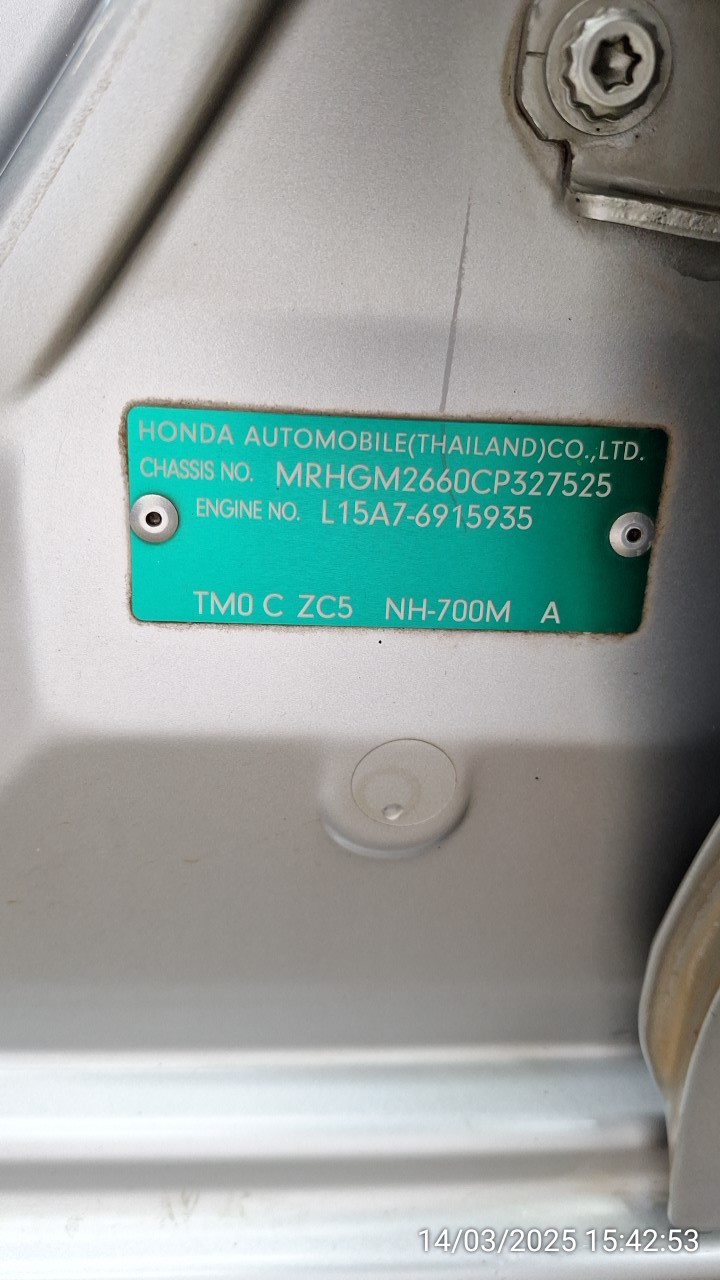 HONDA AUTOMOBILE(THAILAND)CO.,LTD.
CHASSIS NO. MRHGM2660CP327525
ENGINE NO. L15A7-6915935
TM0 C ZC5 NH-700M A
14/03/2025 15:42:53